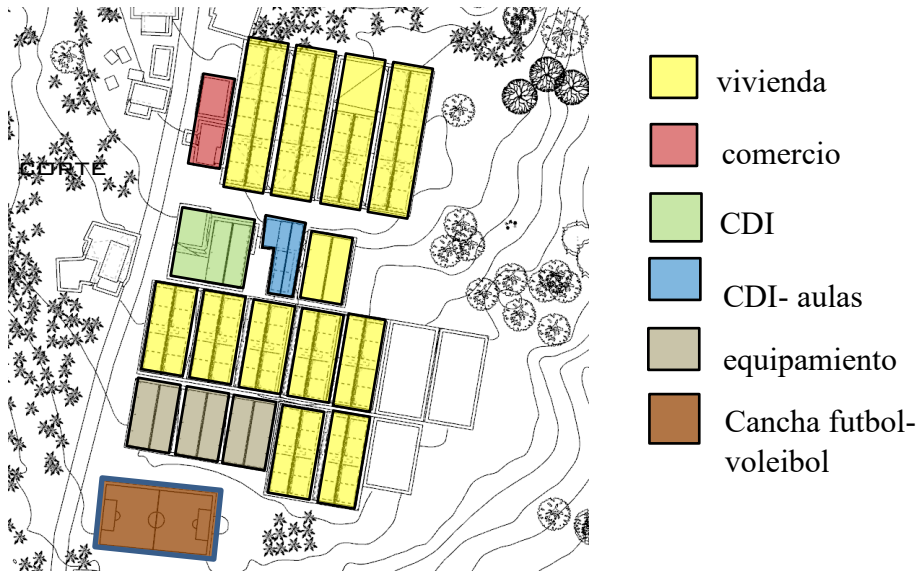 CORTE
vivienda
comercio
CDI
CDI- aulas
equipamiento
Cancha futbol-
voleibol